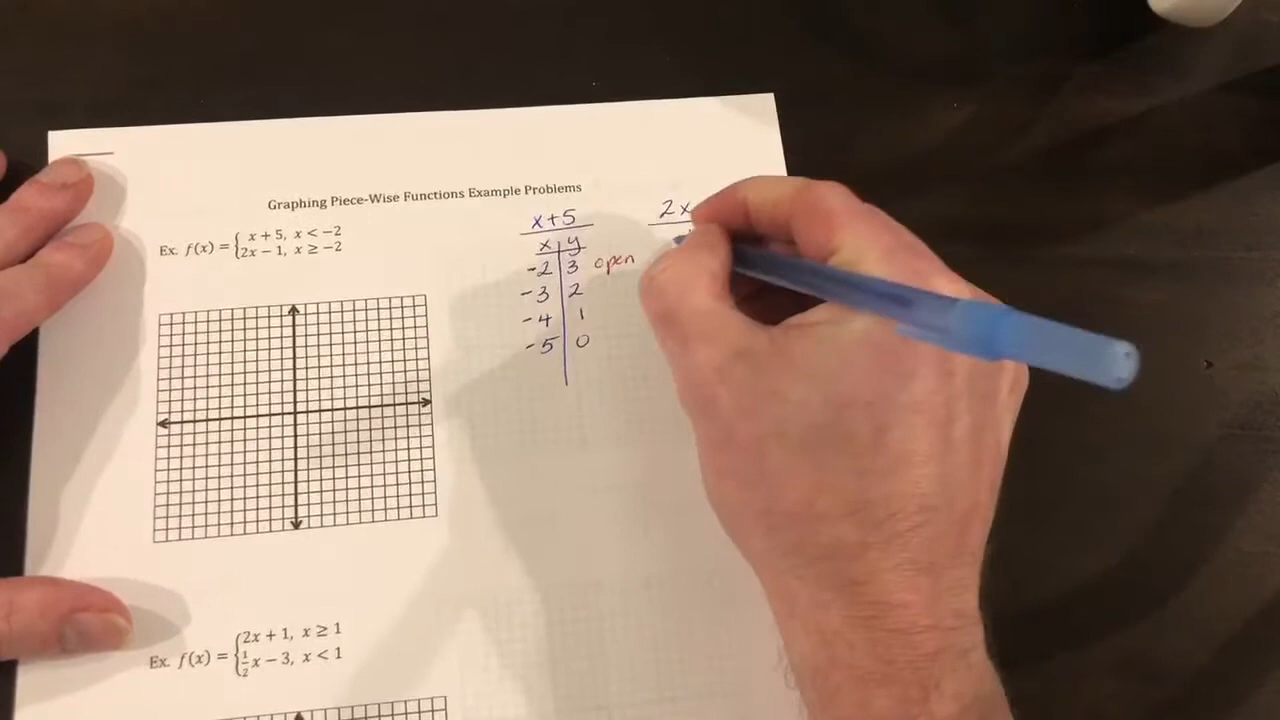 Graphing Piece-Wise Functions Example Problems
Ex. f(x) = { x + 5, x < −2
2x − 1, x ≥ −2
x+5
x y
-2 3 open
-3 2
-4 1
-5 0
2x
Ex. f(x) = { 2x + 1, x ≥ 1
1/2 x − 3, x < 1